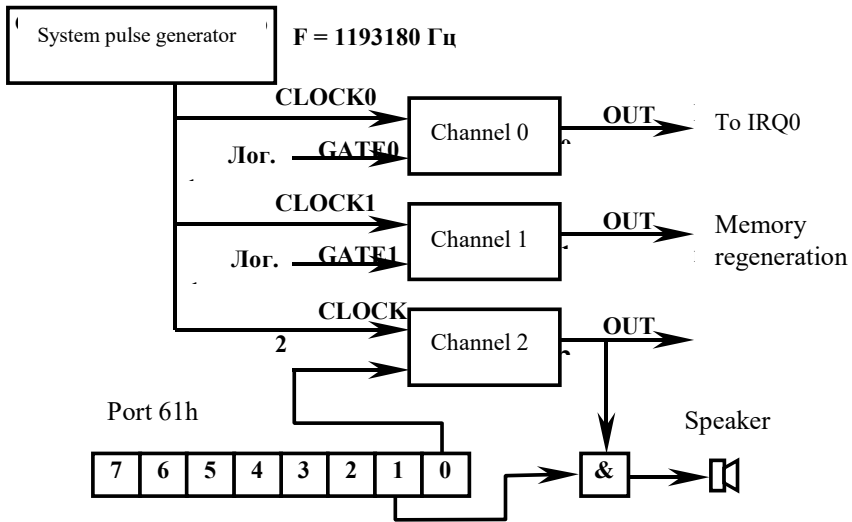 System pulse generator
F = 1193180 Гц
CLOCK0
OUT
Channel 0
To IRQ0
Лог.
GATE0
CLOCK1
OUT
Channel 1
Memory
regeneration
Лог.
GATE1
CLOCK
OUT
2
Channel 2
Port 61h
Speaker
7 6 5 4 3 2 1 0
&